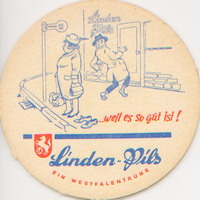 Linden
Pils
..weil es so gut ist!
Linden-Pils
EIN WESTFALENTRUNK